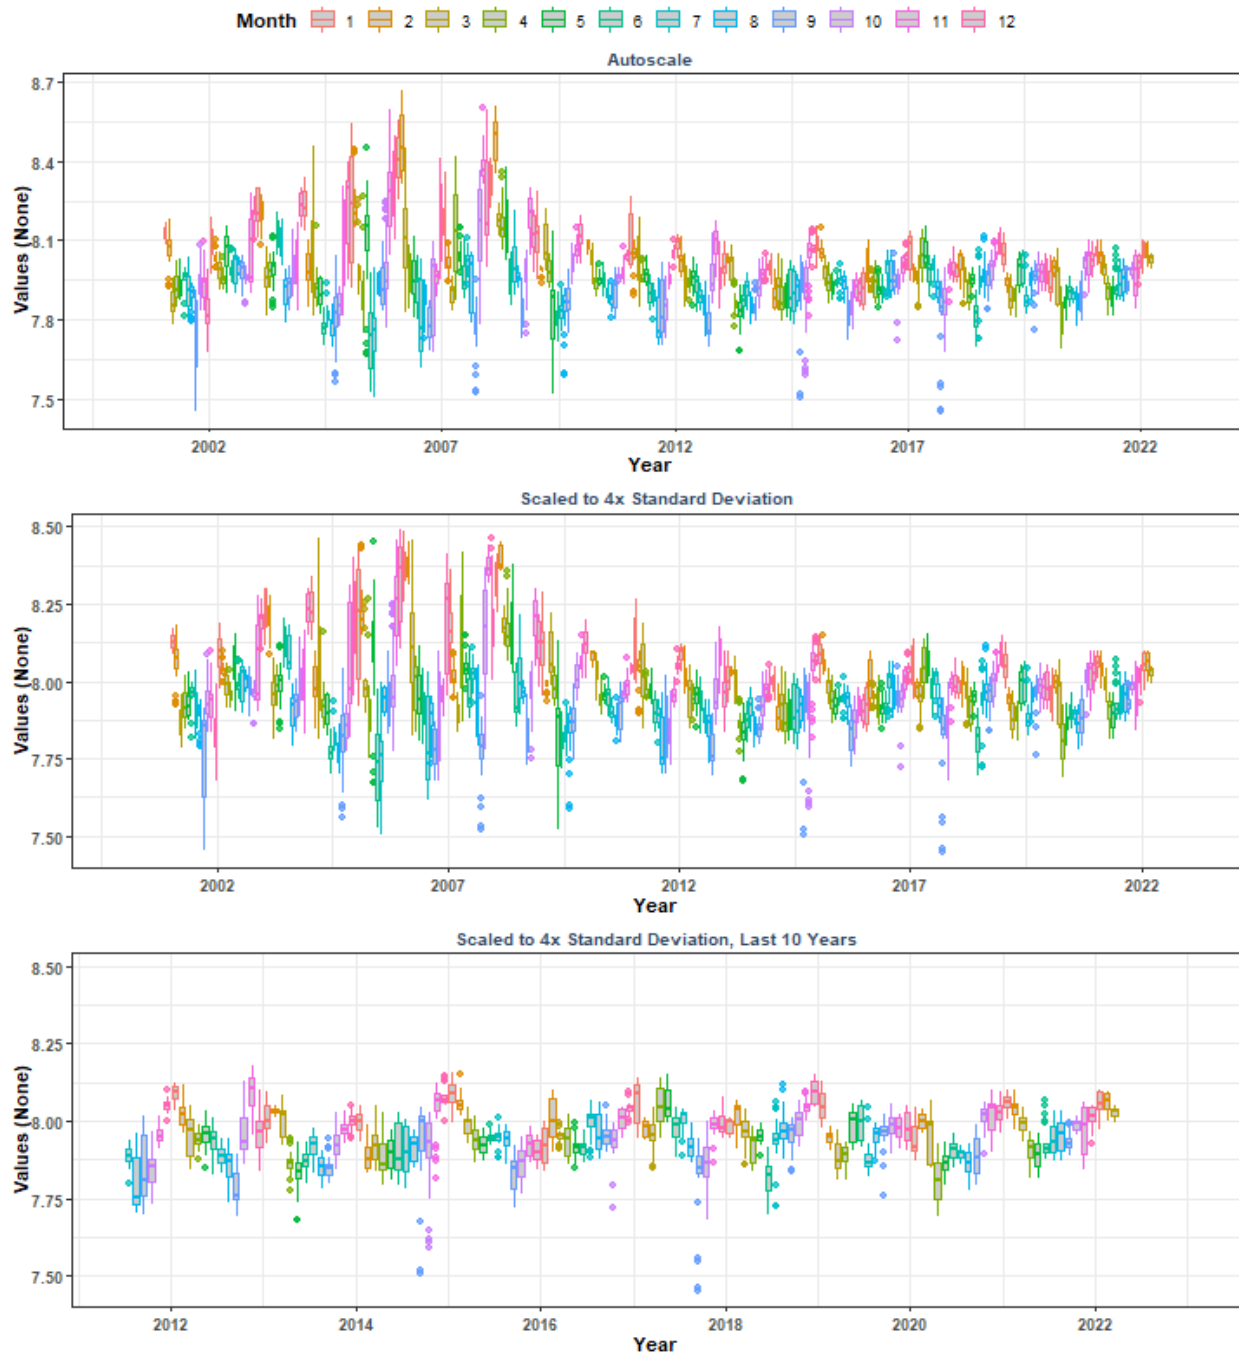 Month 1 2 3 4 5 6 7 8 9 10 11 12
Autoscale
8.7
8.4
8.1
7.8
7.5
Values (None)
2002 2007 2012 2017 2022
Year
Scaled to 4x Standard Deviation
8.50
8.25
8.00
7.75
7.50
Values (None)
2002 2007 2012 2017 2022
Year
Scaled to 4x Standard Deviation, Last 10 Years
8.50
8.25
8.00
7.75
7.50
Values (None)
2012 2014 2016 2018 2020 2022
Year